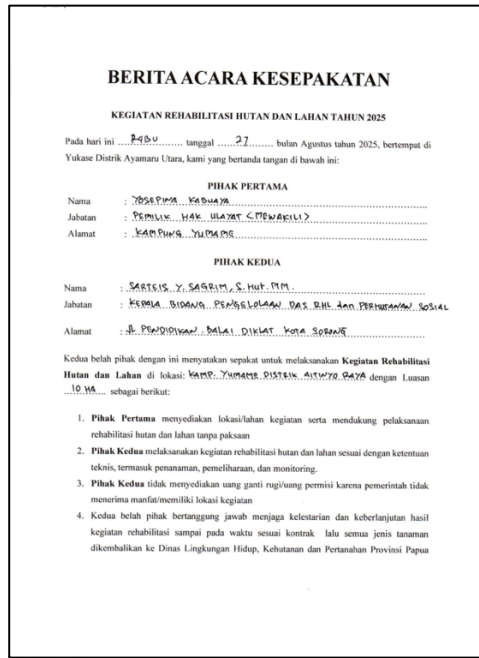 BERITA ACARA KESEPAKATAN
KEGIATAN REHABILITASI HUTAN DAN LAHAN TAHUN 2025
Pada hari ini ....RABU.... tanggal ....27.... bulan Agustus tahun 2025, bertempat di
Yukase Distrik Ayamaru Utara, kami yang bertanda tangan di bawah ini:
PIHAK PERTAMA
Nama : YOSEPINA KABUAYA
Jabatan : PEMILIK HAK ULAYAT <MEWAKILI>
Alamat : KAMPUNG YUMAME
PIHAK KEDUA
Nama : SARTEIS Y. SAGRIM, S.Hut. MM.
Jabatan : KEPALA BIDANG PENGELOLAAN DAS RHL dan PERHUTANAN SOSIAL
Alamat : Jl. PENDIDIKAN. BALAI DIKLAT KOTA SORONG
Kedua belah pihak dengan ini menyatakan sepakat untuk melaksanakan Kegiatan Rehabilitasi
Hutan dan Lahan di lokasi: KAMP. YUMAME DISTRIK AITINYO RAYA dengan Luasan
10 HA .... sebagai berikut:
1. Pihak Pertama menyediakan lokasi/lahan kegiatan serta mendukung pelaksanaan
rehabilitasi hutan dan lahan tanpa paksaan
2. Pihak Kedua melaksanakan kegiatan rehabilitasi hutan dan lahan sesuai dengan ketentuan
teknis, termasuk penanaman, pemeliharaan, dan monitoring.
3. Pihak Kedua tidak menyediakan uang ganti rugi/uang permisi karena pemerintah tidak
menerima manfat/memiliki lokasi kegiatan
4. Kedua belah pihak bertanggung jawab menjaga kelestarian dan keberlanjutan hasil
kegiatan rehabilitasi sampai pada waktu sesuai kontrak lalu semua jenis tanaman
dikembalikan ke Dinas Lingkungan Hidup, Kehutanan dan Pertanahan Provinsi Papua